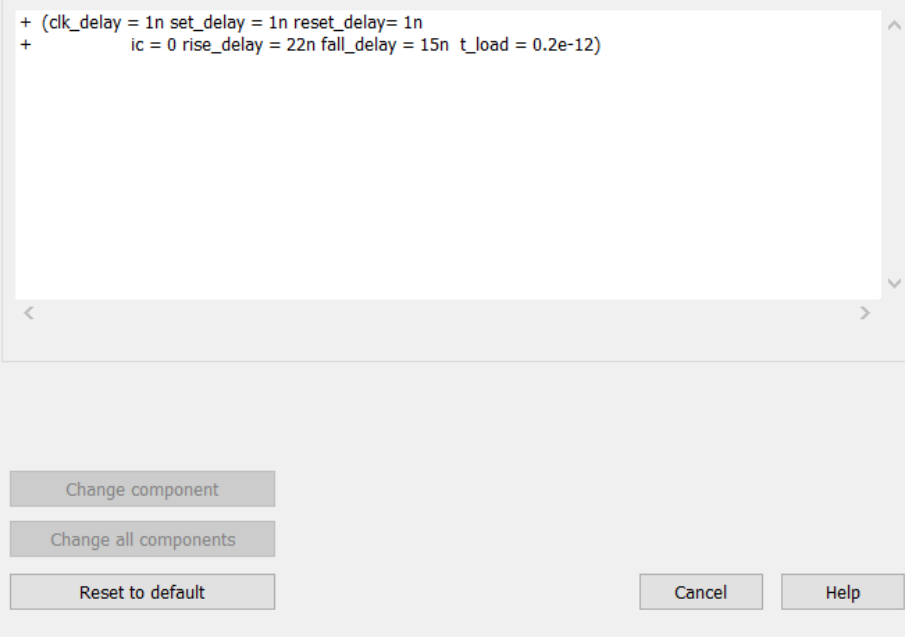 + (clk_delay = 1n set_delay = 1n reset_delay= 1n
+ ic = 0 rise_delay = 22n fall_delay = 15n t_load = 0.2e-12)
Change component
Change all components
Reset to default
Cancel
Help